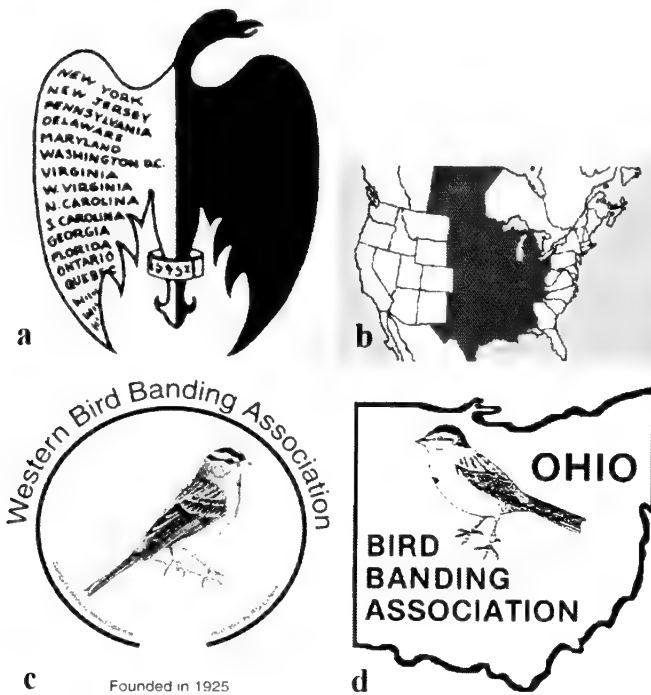 NEW YORK
NEW JERSEY
PENNSYLVANIA
DELAWARE
MARYLAND
WASHINGTON D.C.
VIRGINIA
W. VIRGINIA
N. CAROLINA
S. CAROLINA
GEORGIA
FLORIDA
ONTARIO
QUEBEC
a
b
Western Bird Banding Association
Founded in 1925
c
OHIO
BIRD
BANDING
ASSOCIATION
d